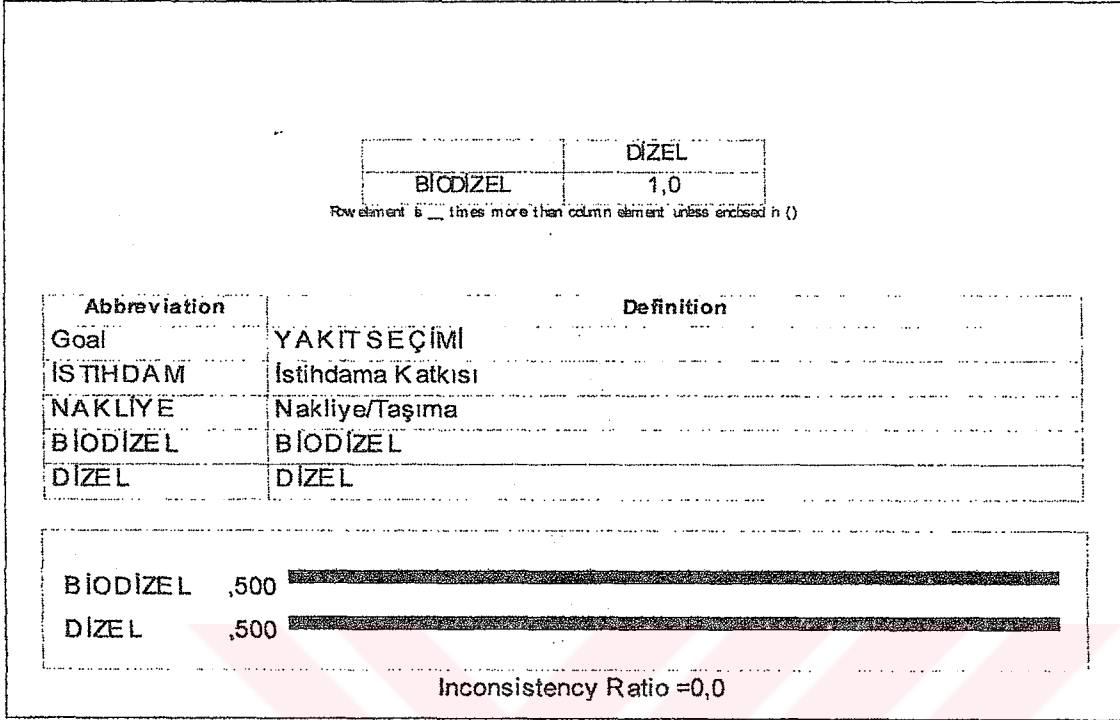 DİZEL
BİODİZEL 1,0
Row element is __ times more than column element unless enclosed in ()
Abbreviation Definition
Goal YAKIT SEÇİMİ
İSTİHDAM İstihdama Katkısı
NAKLİYE Nakliye/Taşıma
BİODİZEL BİODİZEL
DİZEL DİZEL
BİODİZEL ,500
DİZEL ,500
Inconsistency Ratio =0,0